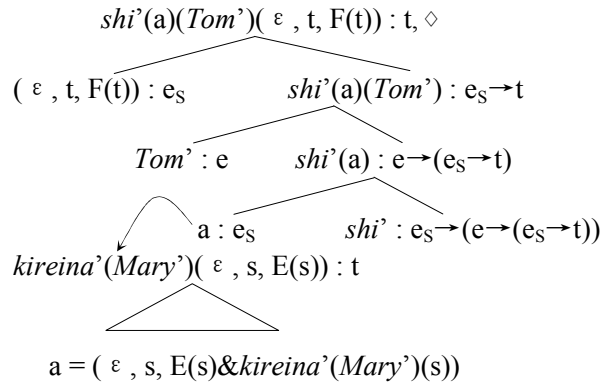 shi’(a)(Tom’)( ε , t, F(t)) : t, ◇
( ε , t, F(t)) : eS shi’(a)(Tom’) : eS→t
Tom’ : e shi’(a) : e→(eS→t)
a : eS shi’ : eS→(e→(eS→t))
kireina’(Mary’)( ε , s, E(s)) : t
a = ( ε , s, E(s)&kireina’(Mary’)(s))